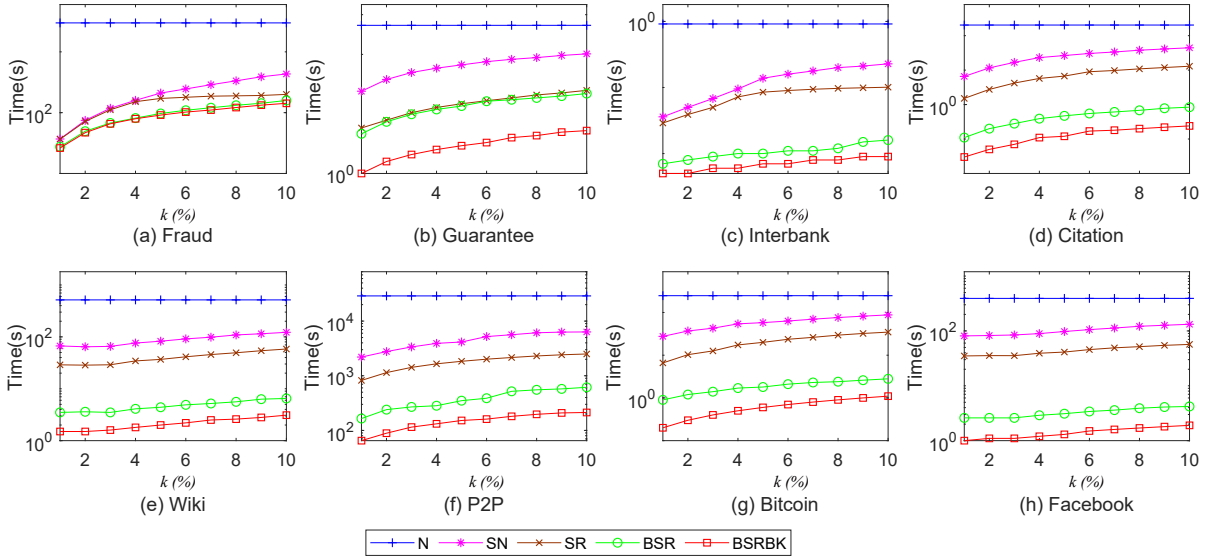 Time(s)
10^2
2 4 6 8 10
k (%)
(a) Fraud
Time(s)
10^0
2 4 6 8 10
k (%)
(b) Guarantee
Time(s)
10^0
2 4 6 8 10
k (%)
(c) Interbank
Time(s)
10^0
2 4 6 8 10
k (%)
(d) Citation
Time(s)
10^2
10^0
2 4 6 8 10
k (%)
(e) Wiki
Time(s)
10^4
10^3
10^2
2 4 6 8 10
k (%)
(f) P2P
Time(s)
10^0
2 4 6 8 10
k (%)
(g) Bitcoin
Time(s)
10^2
10^0
2 4 6 8 10
k (%)
(h) Facebook
N SN SR BSR BSRBK